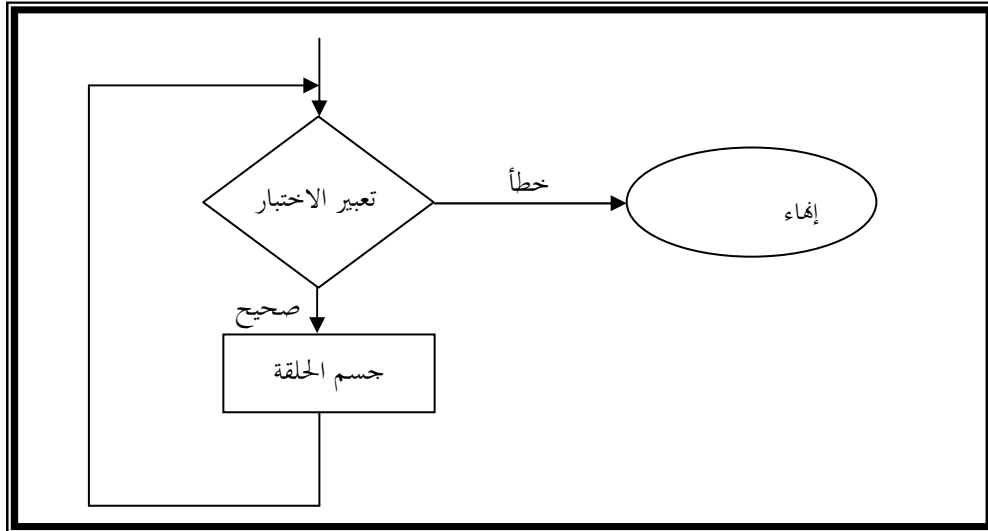 خطأ
تعبير الاختبار
إنهاء
صحيح
جسم الحلقة